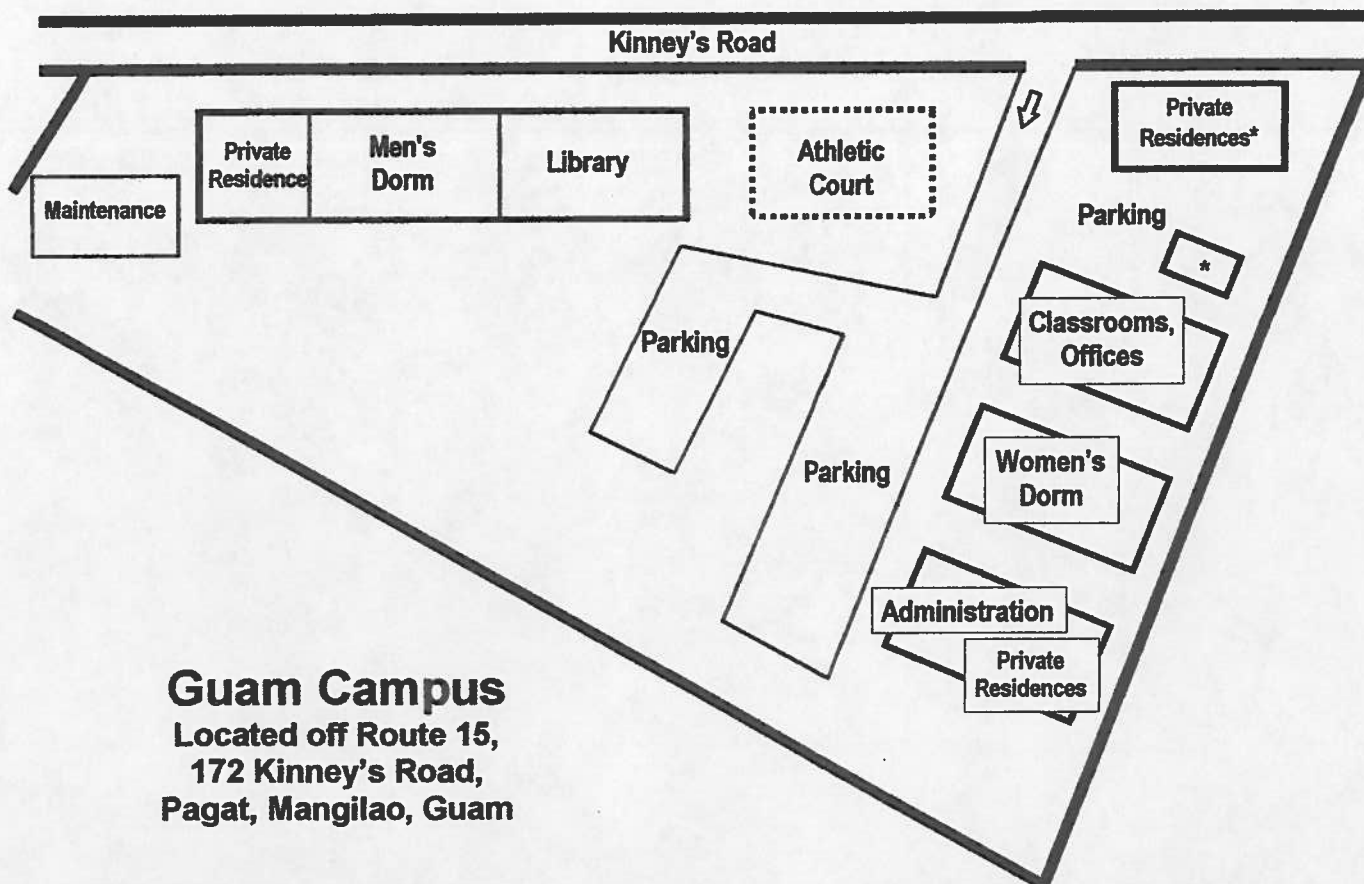 Kinney's Road
Private
Residence
Men's
Dorm
Library
Athletic
Court
Private
Residences*
Maintenance
Parking
*
Classrooms,
Offices
Parking
Parking
Women's
Dorm
Administration
Private
Residences
Guam Campus
Located off Route 15,
172 Kinney's Road,
Pagat, Mangilao, Guam